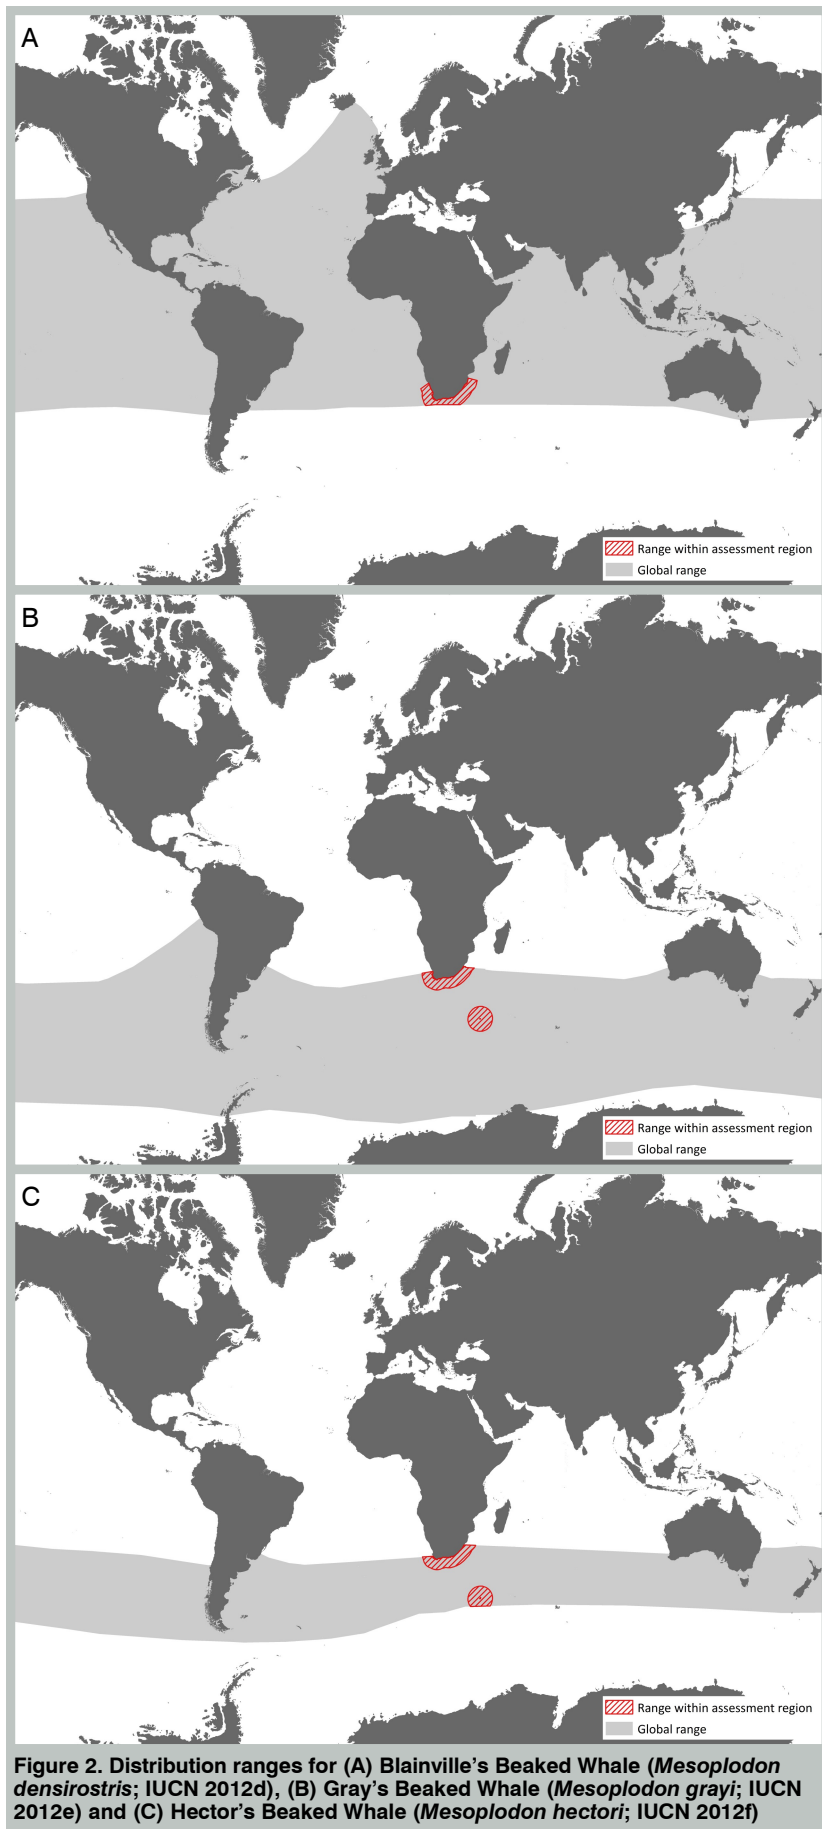 A
Range within assessment region
Global range
B
Range within assessment region
Global range
C
Range within assessment region
Global range
Figure 2. Distribution ranges for (A) Blainville’s Beaked Whale (Mesoplodon
densirostris; IUCN 2012d), (B) Gray’s Beaked Whale (Mesoplodon grayi; IUCN
2012e) and (C) Hector’s Beaked Whale (Mesoplodon hectori; IUCN 2012f)